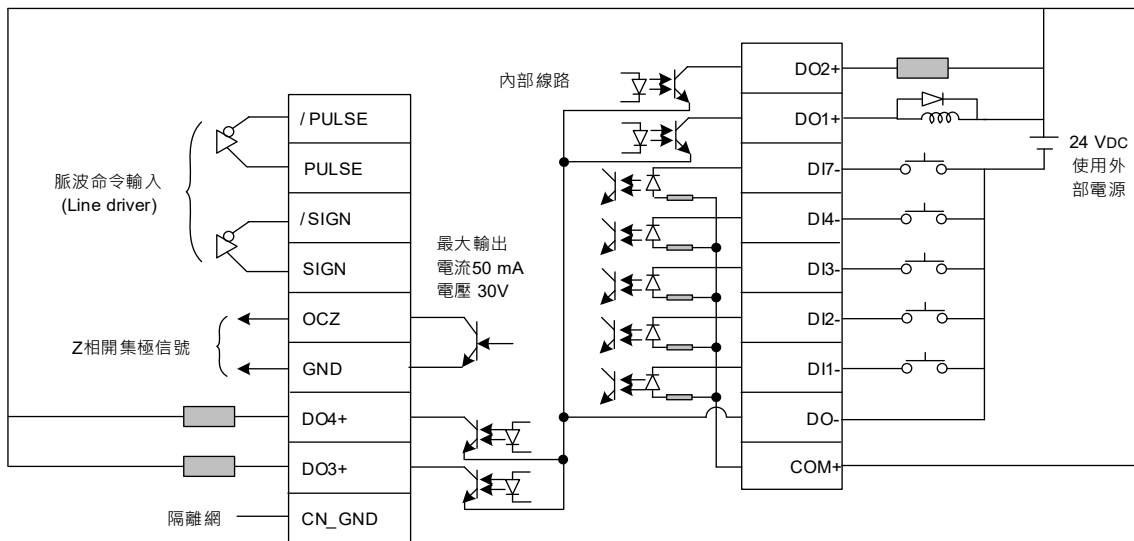 脈波命令輸入
(Line driver)
Z相開集極信號
隔離網
/PULSE
PULSE
/SIGN
SIGN
OCZ
GND
DO4+
DO3+
CN_GND
最大輸出
電流50 mA
電壓 30V
內部線路
DO2+
DO1+
DI7-
DI4-
DI3-
DI2-
DI1-
DO-
COM+
24 VDC
使用外
部電源